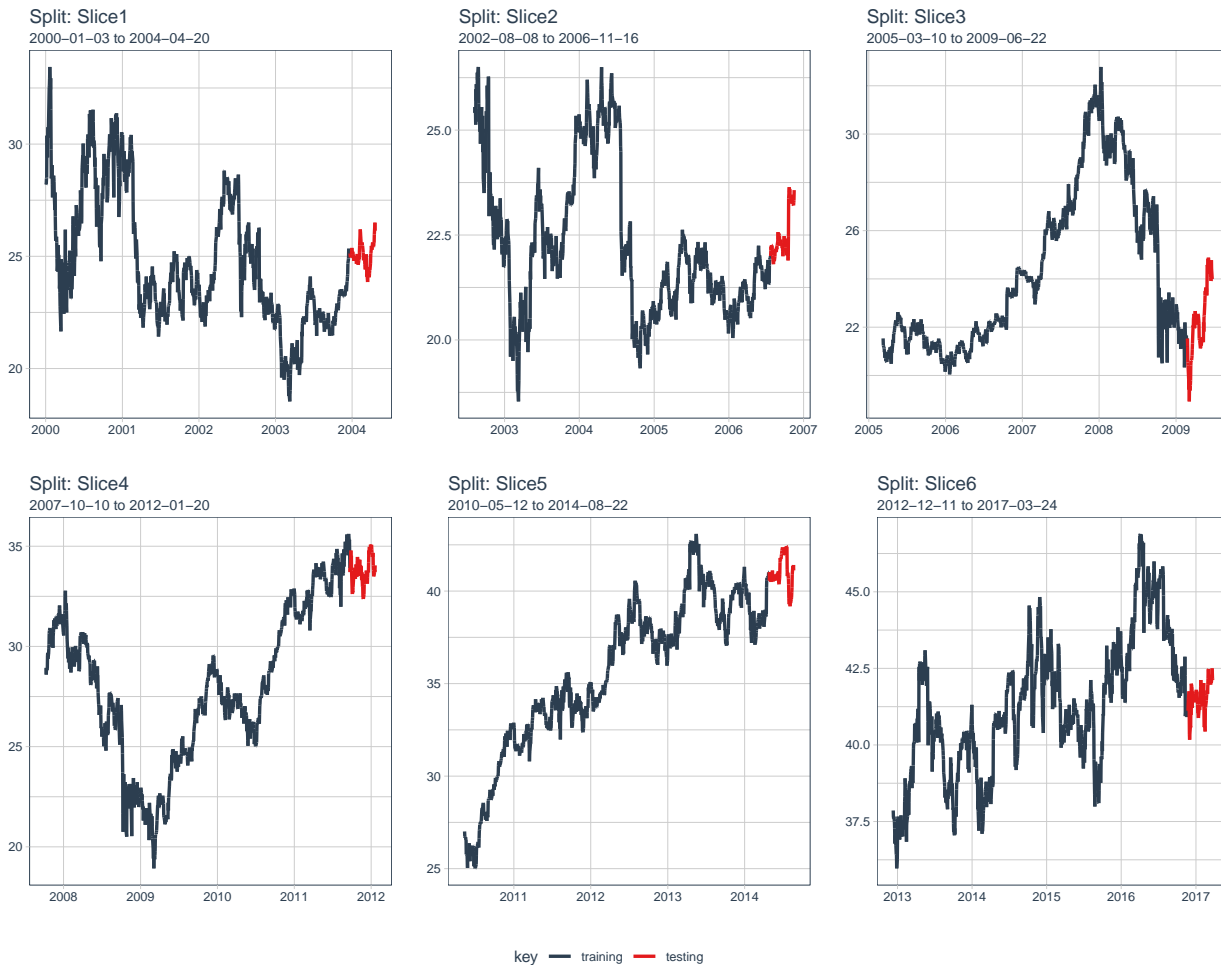 Split: Slice1
2000−01−03 to 2004−04−20
30
25
20
2000 2001 2002 2003 2004
Split: Slice2
2002−08−08 to 2006−11−16
25.0
22.5
20.0
2003 2004 2005 2006 2007
Split: Slice3
2005−03−10 to 2009−06−22
30
26
22
2005 2006 2007 2008 2009
Split: Slice4
2007−10−10 to 2012−01−20
35
30
25
20
2008 2009 2010 2011 2012
Split: Slice5
2010−05−12 to 2014−08−22
40
35
30
25
2011 2012 2013 2014
Split: Slice6
2012−12−11 to 2017−03−24
45.0
42.5
40.0
37.5
2013 2014 2015 2016 2017
key training testing